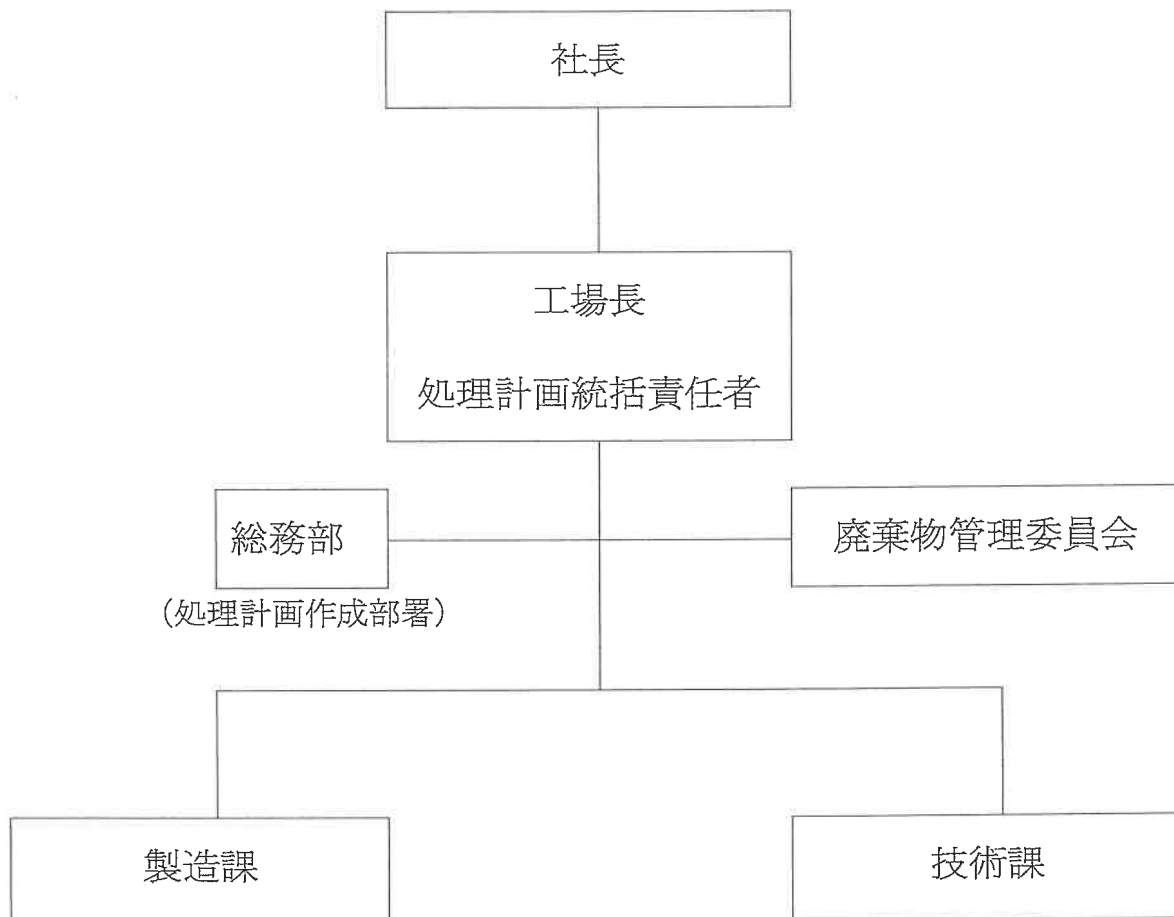 社長
工場長
処理計画統括責任者
総務部
廃棄物管理委員会
（処理計画作成部署）
製造課
技術課